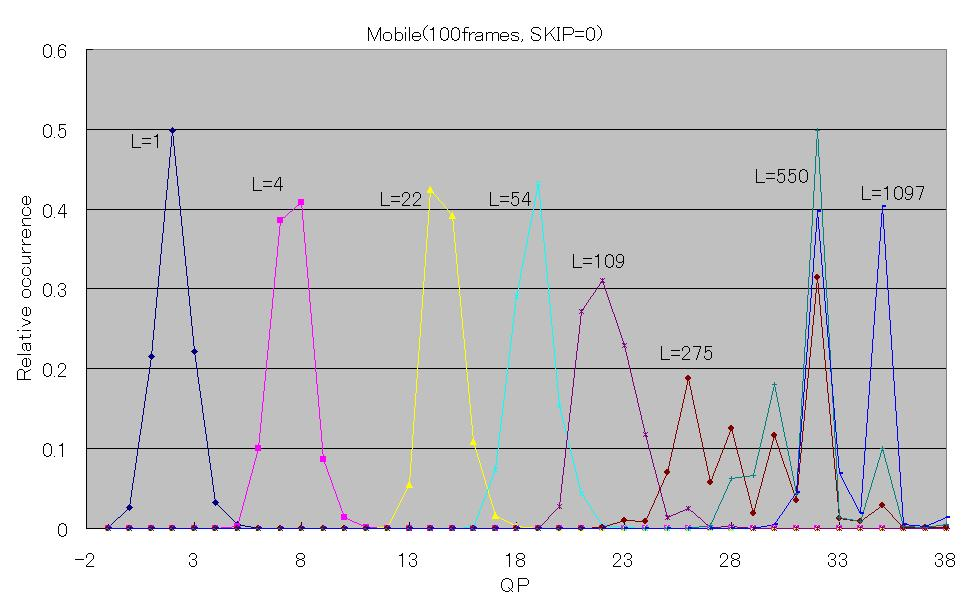 Mobile(100frames, SKIP=0)
0.6
0.5
0.4
0.3
0.2
0.1
0
Relative occurrence
L=1
L=4
L=22
L=54
L=109
L=275
L=550
L=1097
-2 3 8 13 18 23 28 33 38
QP